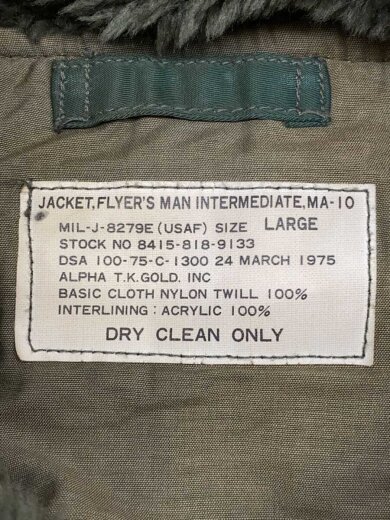 JACKET,FLYER'S MAN INTERMEDIATE,MA-10
MIL-J-8279E (USAF) SIZE LARGE
STOCK NO 8415-818-9133
DSA 100-75-C-1300 24 MARCH 1975
ALPHA T.K.GOLD. INC
BASIC CLOTH NYLON TWILL 100%
INTERLINING : ACRYLIC 100%
DRY CLEAN ONLY